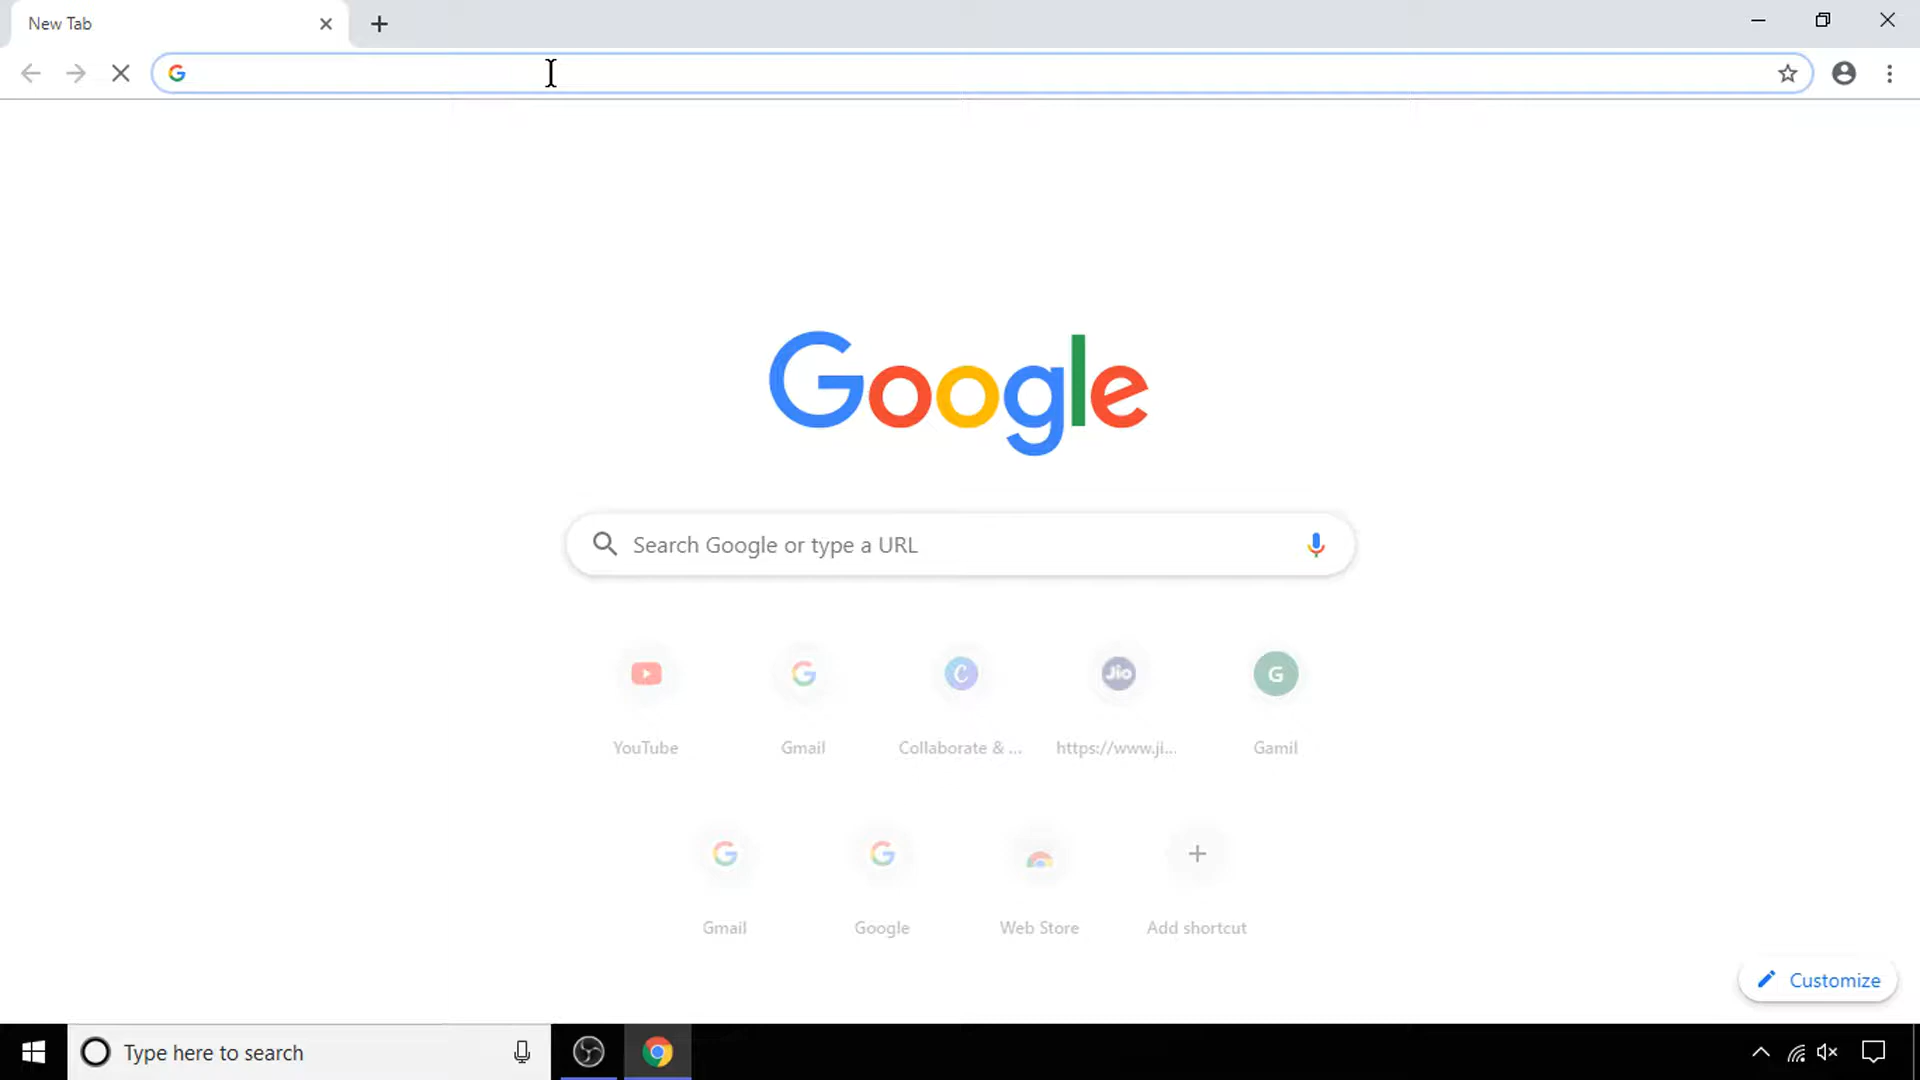 New Tab
Google
Search Google or type a URL
Jio
G
YouTube
Gmail
Collaborate & ...
https://www.ji...
Gamil
Gmail
Google
Web Store
Add shortcut
Customize
Type here to search